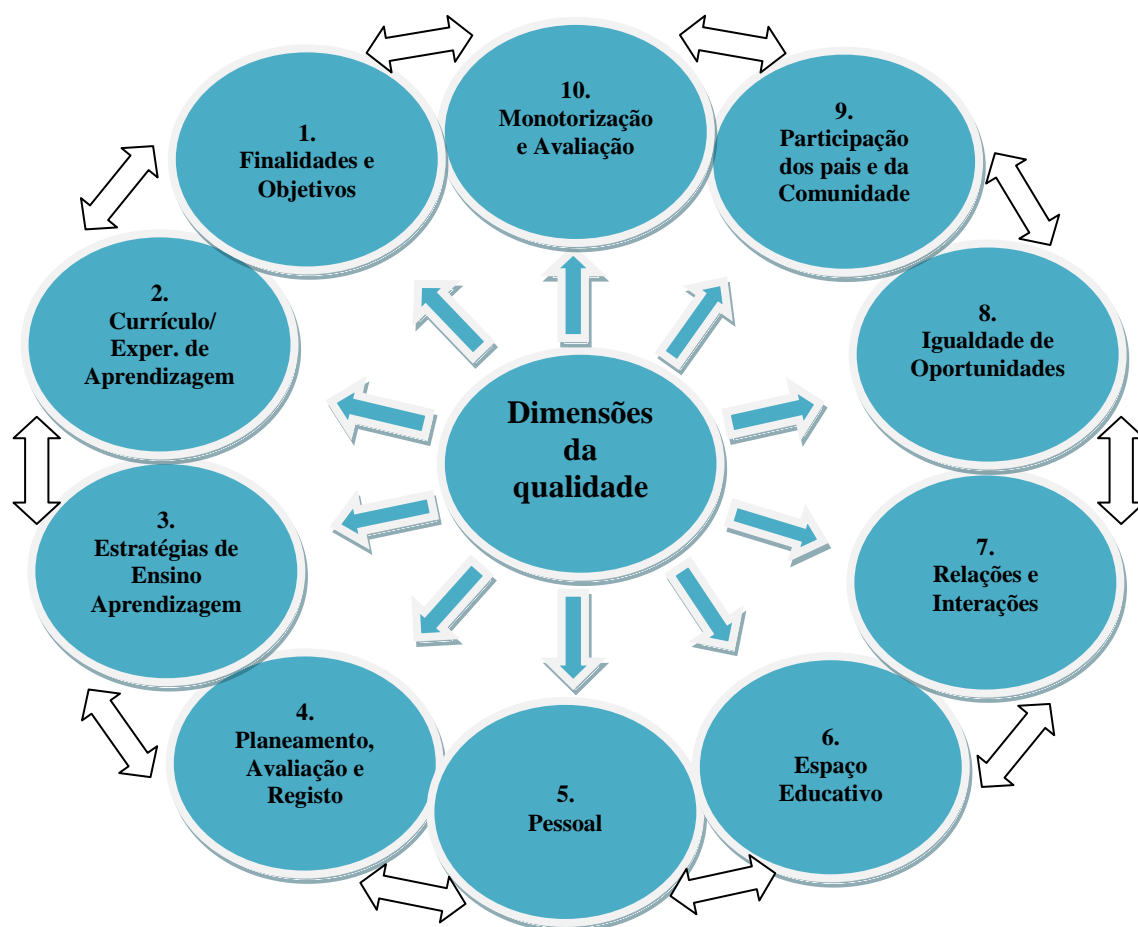 Dimensões
da
qualidade
1.
Finalidades e
Objetivos
2.
Currículo/
Exper. de
Aprendizagem
3.
Estratégias de
Ensino
Aprendizagem
4.
Planeamento,
Avaliação e
Registo
5.
Pessoal
6.
Espaço
Educativo
7.
Relações e
Interações
8.
Igualdade de
Oportunidades
9.
Participação
dos pais e da
Comunidade
10.
Monotorização
e Avaliação